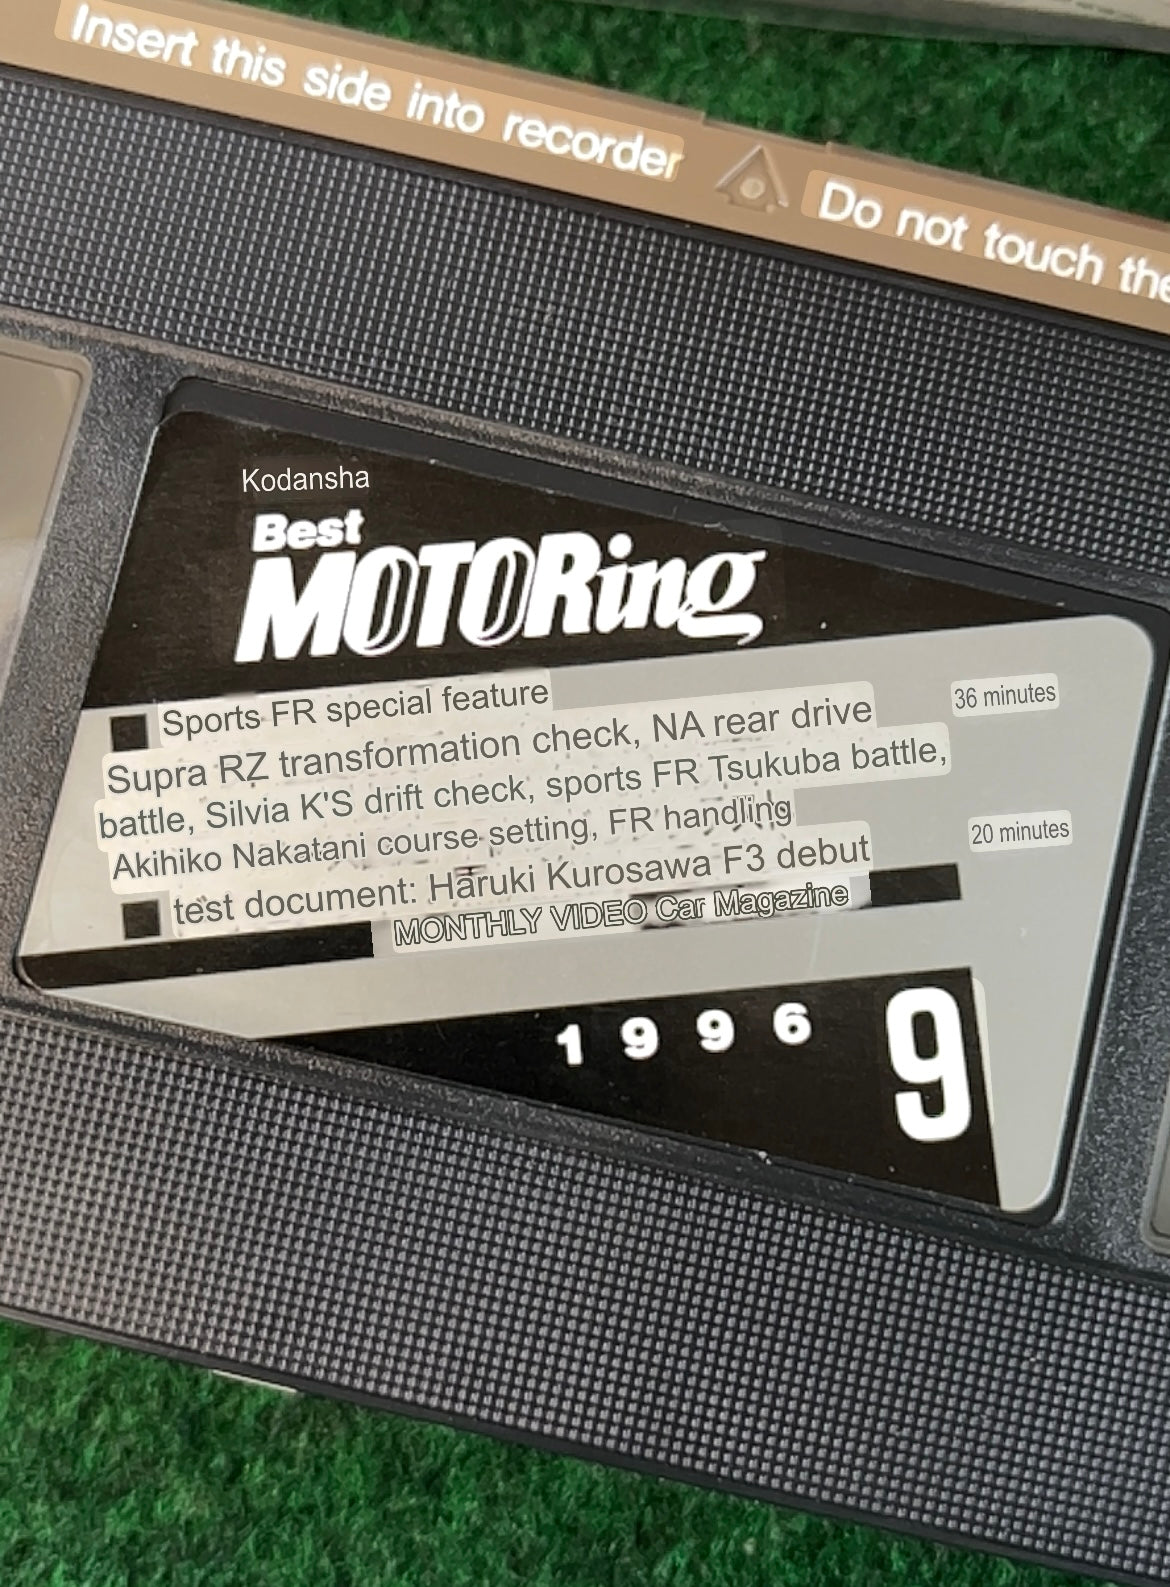 Insert this side into recorder
Do not touch the
Kodansha
Best
MOTORing
Sports FR special feature
36 minutes
Supra RZ transformation check, NA rear drive
battle, Silvia K'S drift check, sports FR Tsukuba battle,
Akihiko Nakatani course setting, FR handling
20 minutes
test document: Haruki Kurosawa F3 debut
MONTHLY VIDEO Car Magazine
1996 9